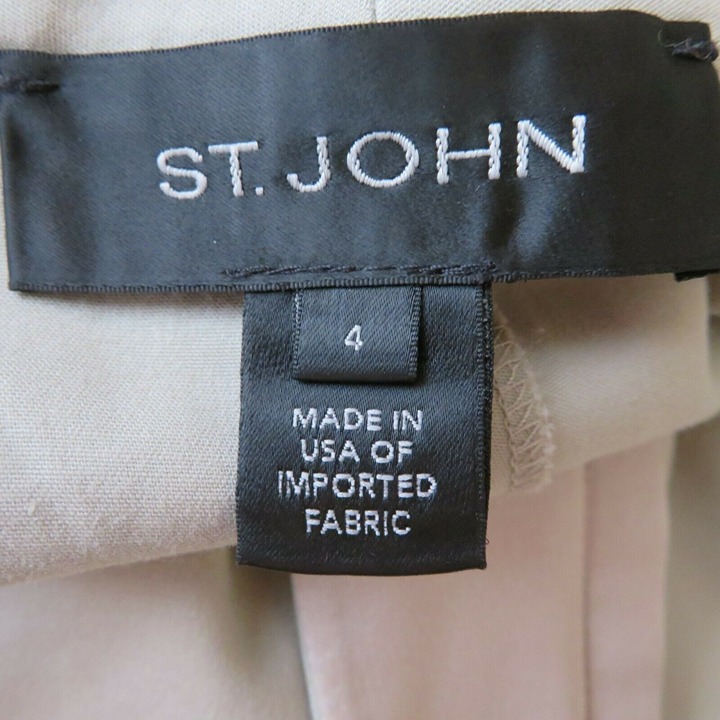 ST. JOHN
4
MADE IN
USA OF
IMPORTED
FABRIC